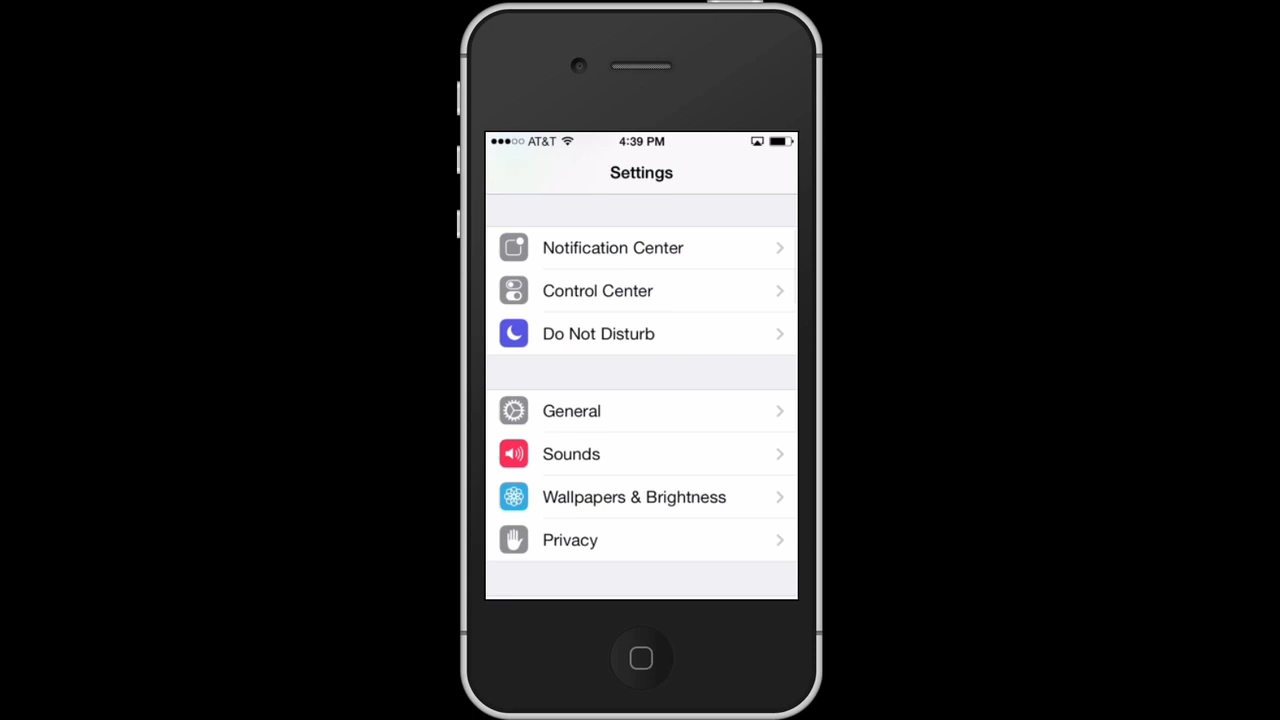 AT&T 4:39 PM
Settings
Notification Center
Control Center
Do Not Disturb
General
Sounds
Wallpapers & Brightness
Privacy